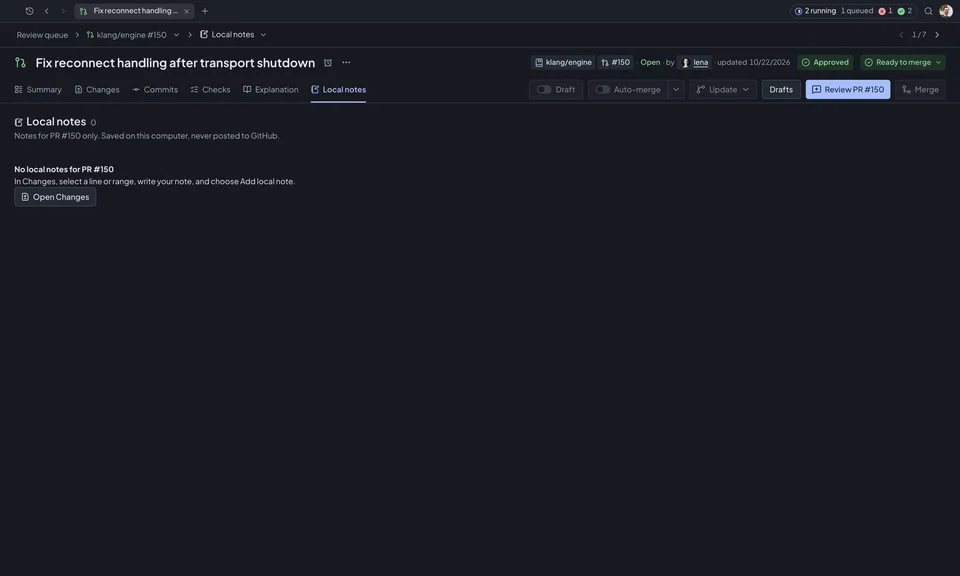 Fix reconnect handling ...
2 running 1 queued 1 2
Review queue klang/engine #150 Local notes 1 / 7
Fix reconnect handling after transport shutdown klang/engine #150 · Open · by lena · updated 10/22/2026 Approved Ready to merge
Summary Changes Commits Checks Explanation Local notes Draft Auto-merge Update Drafts Review PR #150 Merge
Local notes 0
Notes for PR #150 only. Saved on this computer, never posted to GitHub.
No local notes for PR #150
In Changes, select a line or range, write your note, and choose Add local note.
Open Changes